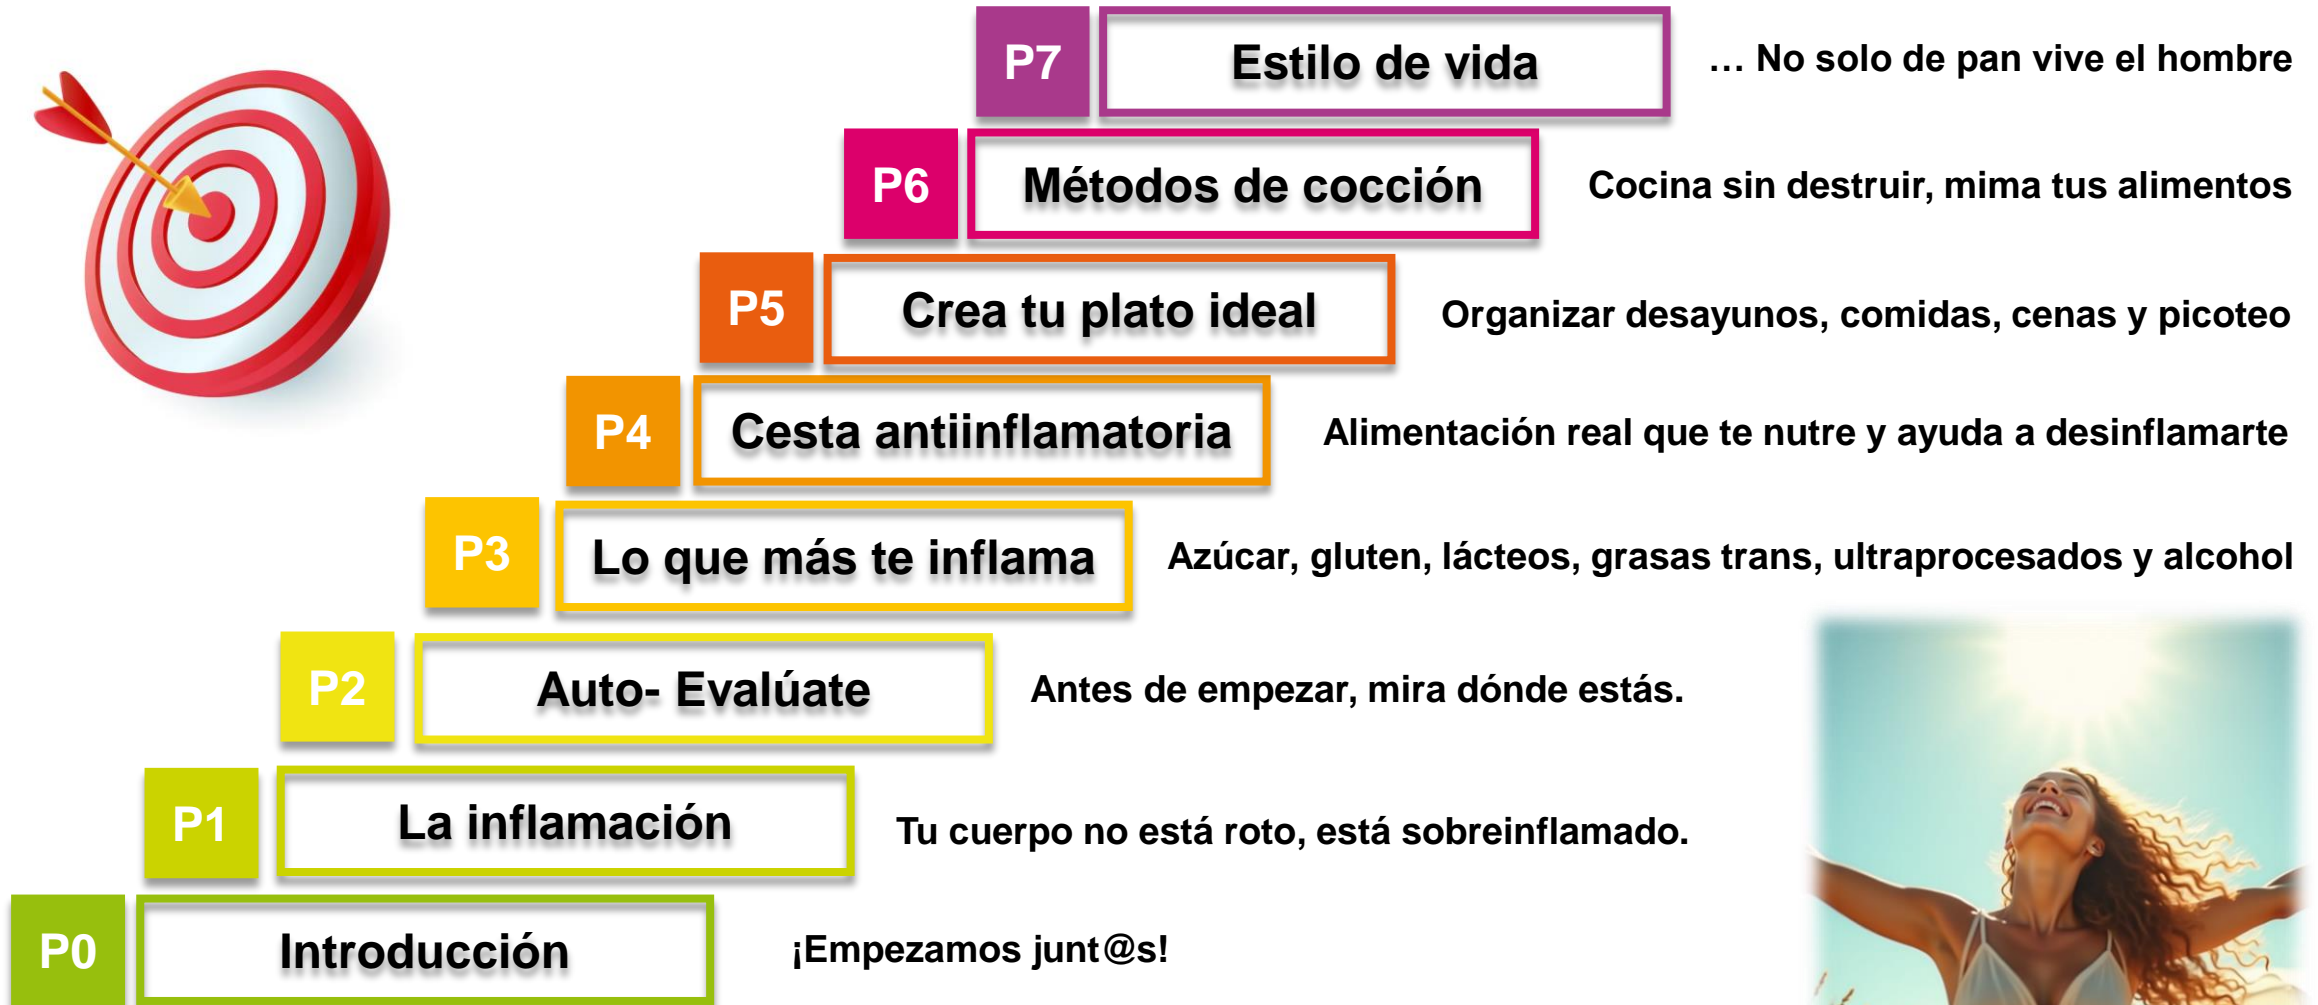 P7 Estilo de vida … No solo de pan vive el hombre
P6 Métodos de cocción Cocina sin destruir, mima tus alimentos
P5 Crea tu plato ideal Organizar desayunos, comidas, cenas y picoteo
P4 Cesta antiinflamatoria Alimentación real que te nutre y ayuda a desinflamarte
P3 Lo que más te inflama Azúcar, gluten, lácteos, grasas trans, ultraprocesados y alcohol
P2 Auto- Evalúate Antes de empezar, mira dónde estás.
P1 La inflamación Tu cuerpo no está roto, está sobreinflamado.
P0 Introducción ¡Empezamos junt@s!